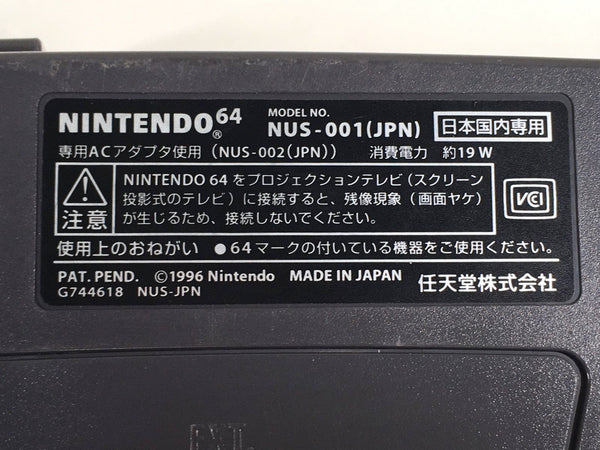 NINTENDO64® MODEL NO. NUS-001(JPN) 日本国内専用
専用ACアダプタ使用 (NUS-002(JPN)) 消費電力 約19W
注意
NINTENDO 64 をプロジェクションテレビ(スクリーン
投影式のテレビ)に接続すると、残像現象(画面ヤケ)
が生じるため、接続しないでください。
VCI
使用上のおねがい ●64マークの付いている機器をご使用ください。
PAT. PEND. ©1996 Nintendo MADE IN JAPAN 任天堂株式会社
G744618 NUS-JPN
EXT.